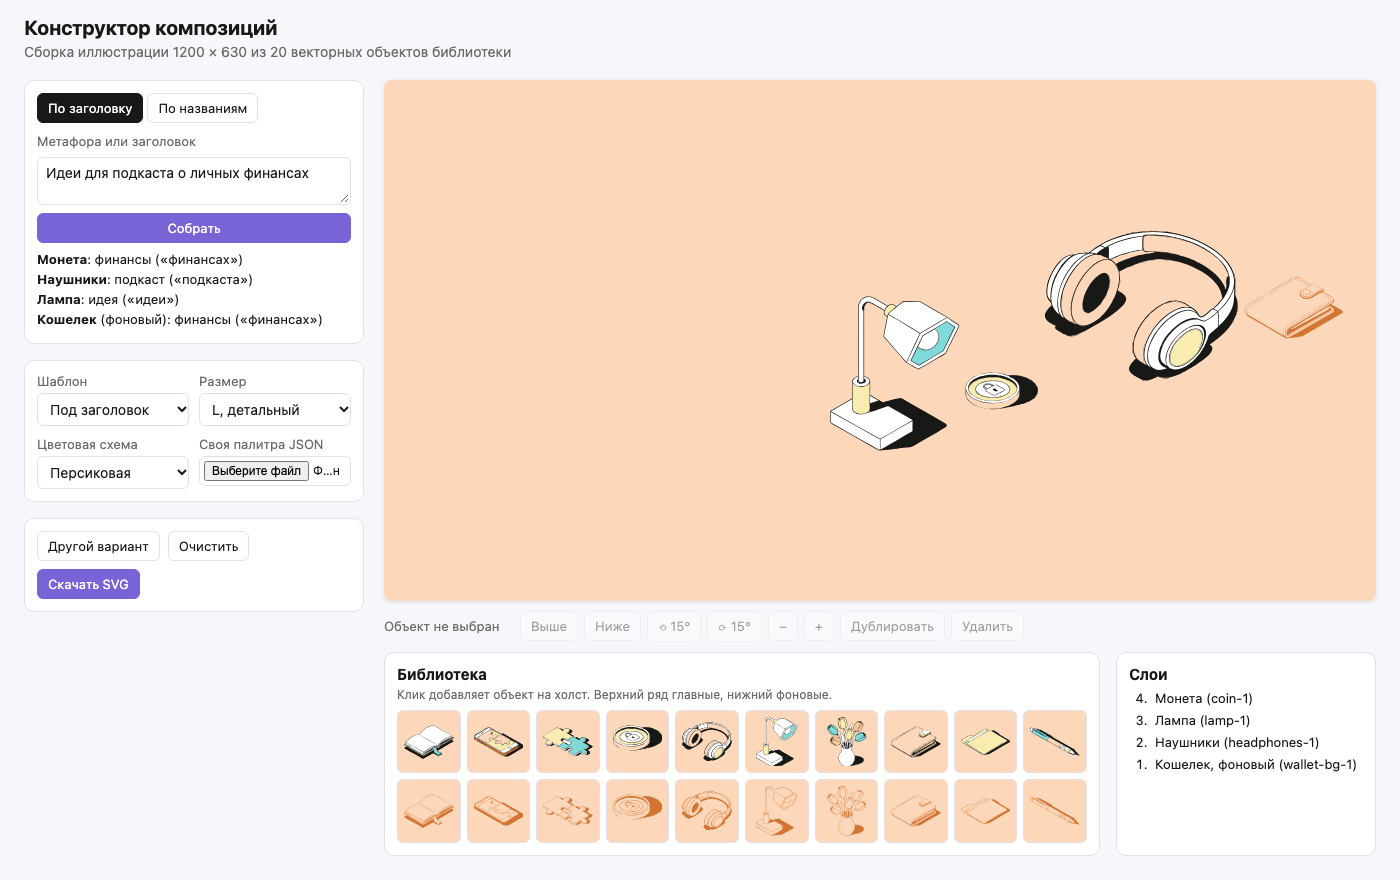 Конструктор композиций
Сборка иллюстрации 1200 × 630 из 20 векторных объектов библиотеки
По заголовку
По названиям
Метафора или заголовок
Идеи для подкаста о личных финансах
Собрать
Монета: финансы («финансах»)
Наушники: подкаст («подкаста»)
Лампа: идея («идеи»)
Кошелек (фоновый): финансы («финансах»)
Шаблон
Размер
Под заголовок
L, детальный
Цветовая схема
Своя палитра JSON
Персиковая
Выберите файл Ф...н
Другой вариант
Очистить
Скачать SVG
Объект не выбран
Выше
Ниже
⟲ 15°
⟳ 15°
−
+
Дублировать
Удалить
Библиотека
Клик добавляет объект на холст. Верхний ряд главные, нижний фоновые.
Слои
4. Монета (coin-1)
3. Лампа (lamp-1)
2. Наушники (headphones-1)
1. Кошелек, фоновый (wallet-bg-1)